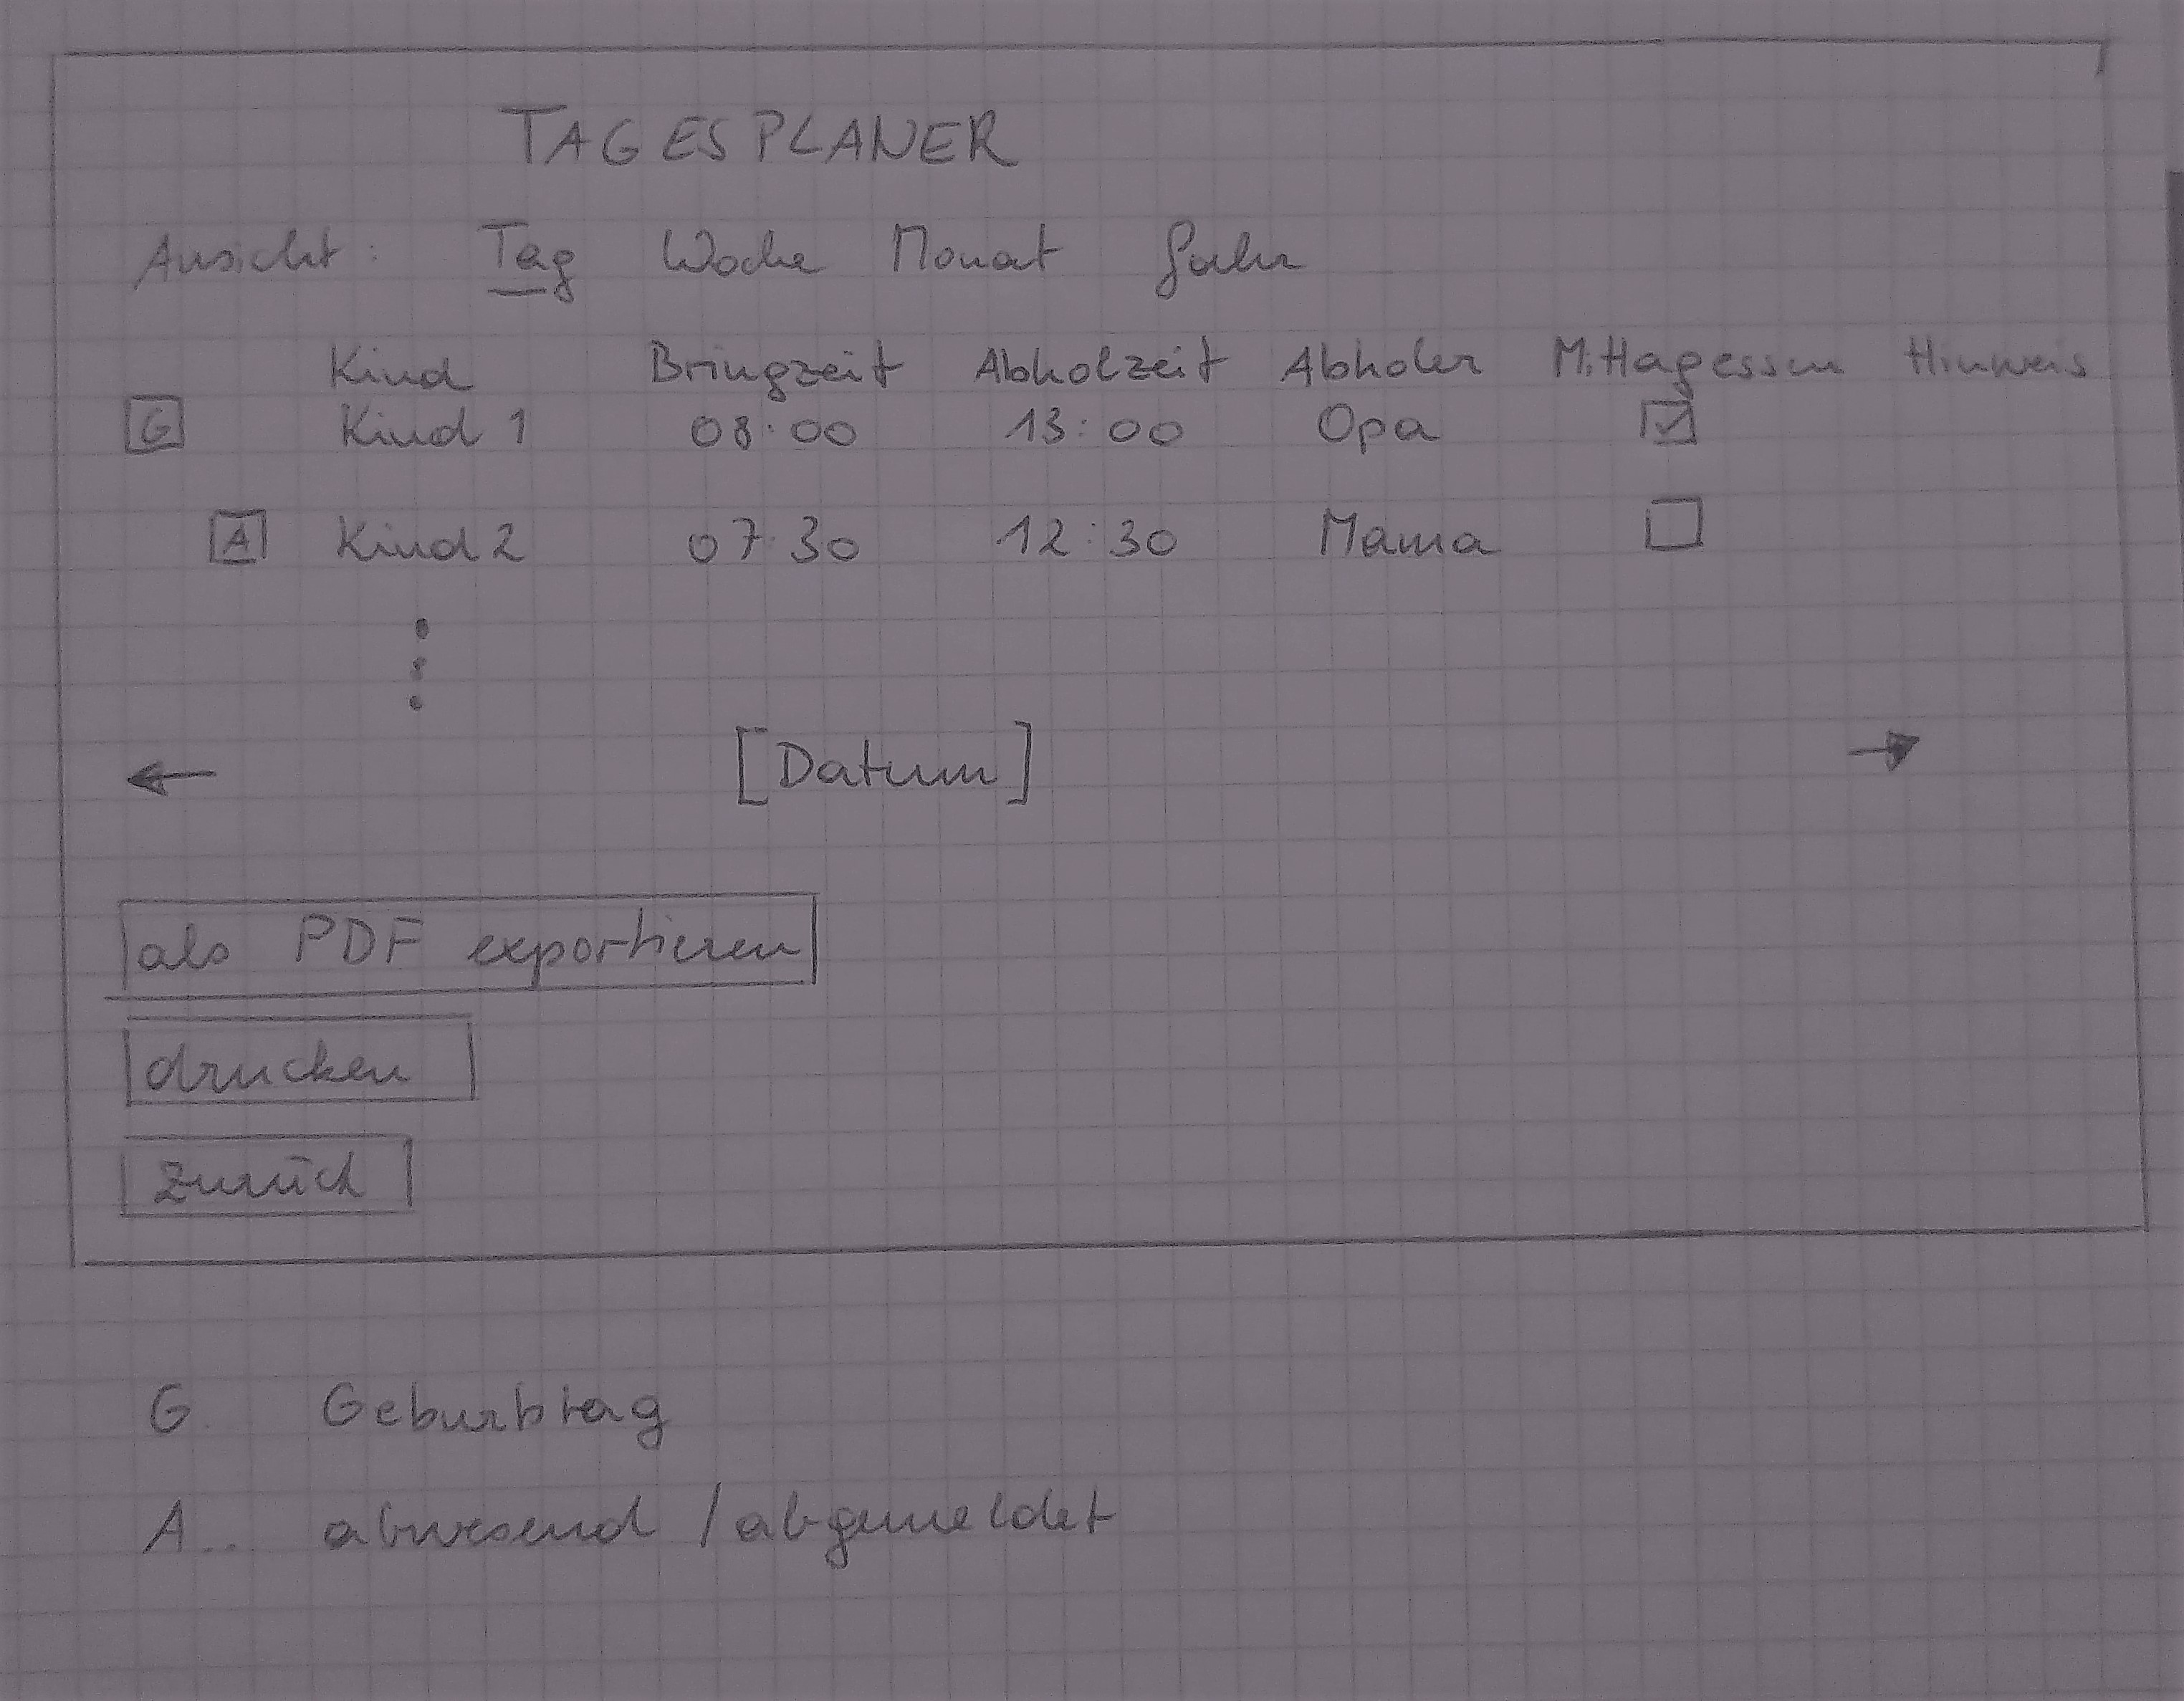 TAGESPLANER
Ansicht: Tag Woche Monat Jahr
Kind Bringzeit Abholzeit Abholer Mittagessen Hinweis
G Kind 1 08:00 13:00 Opa
A Kind 2 07:30 12:30 Mama
[Datum]
als PDF exportieren
drucken
zurück
G Geburtstag
A.. abwesend / abgemeldet